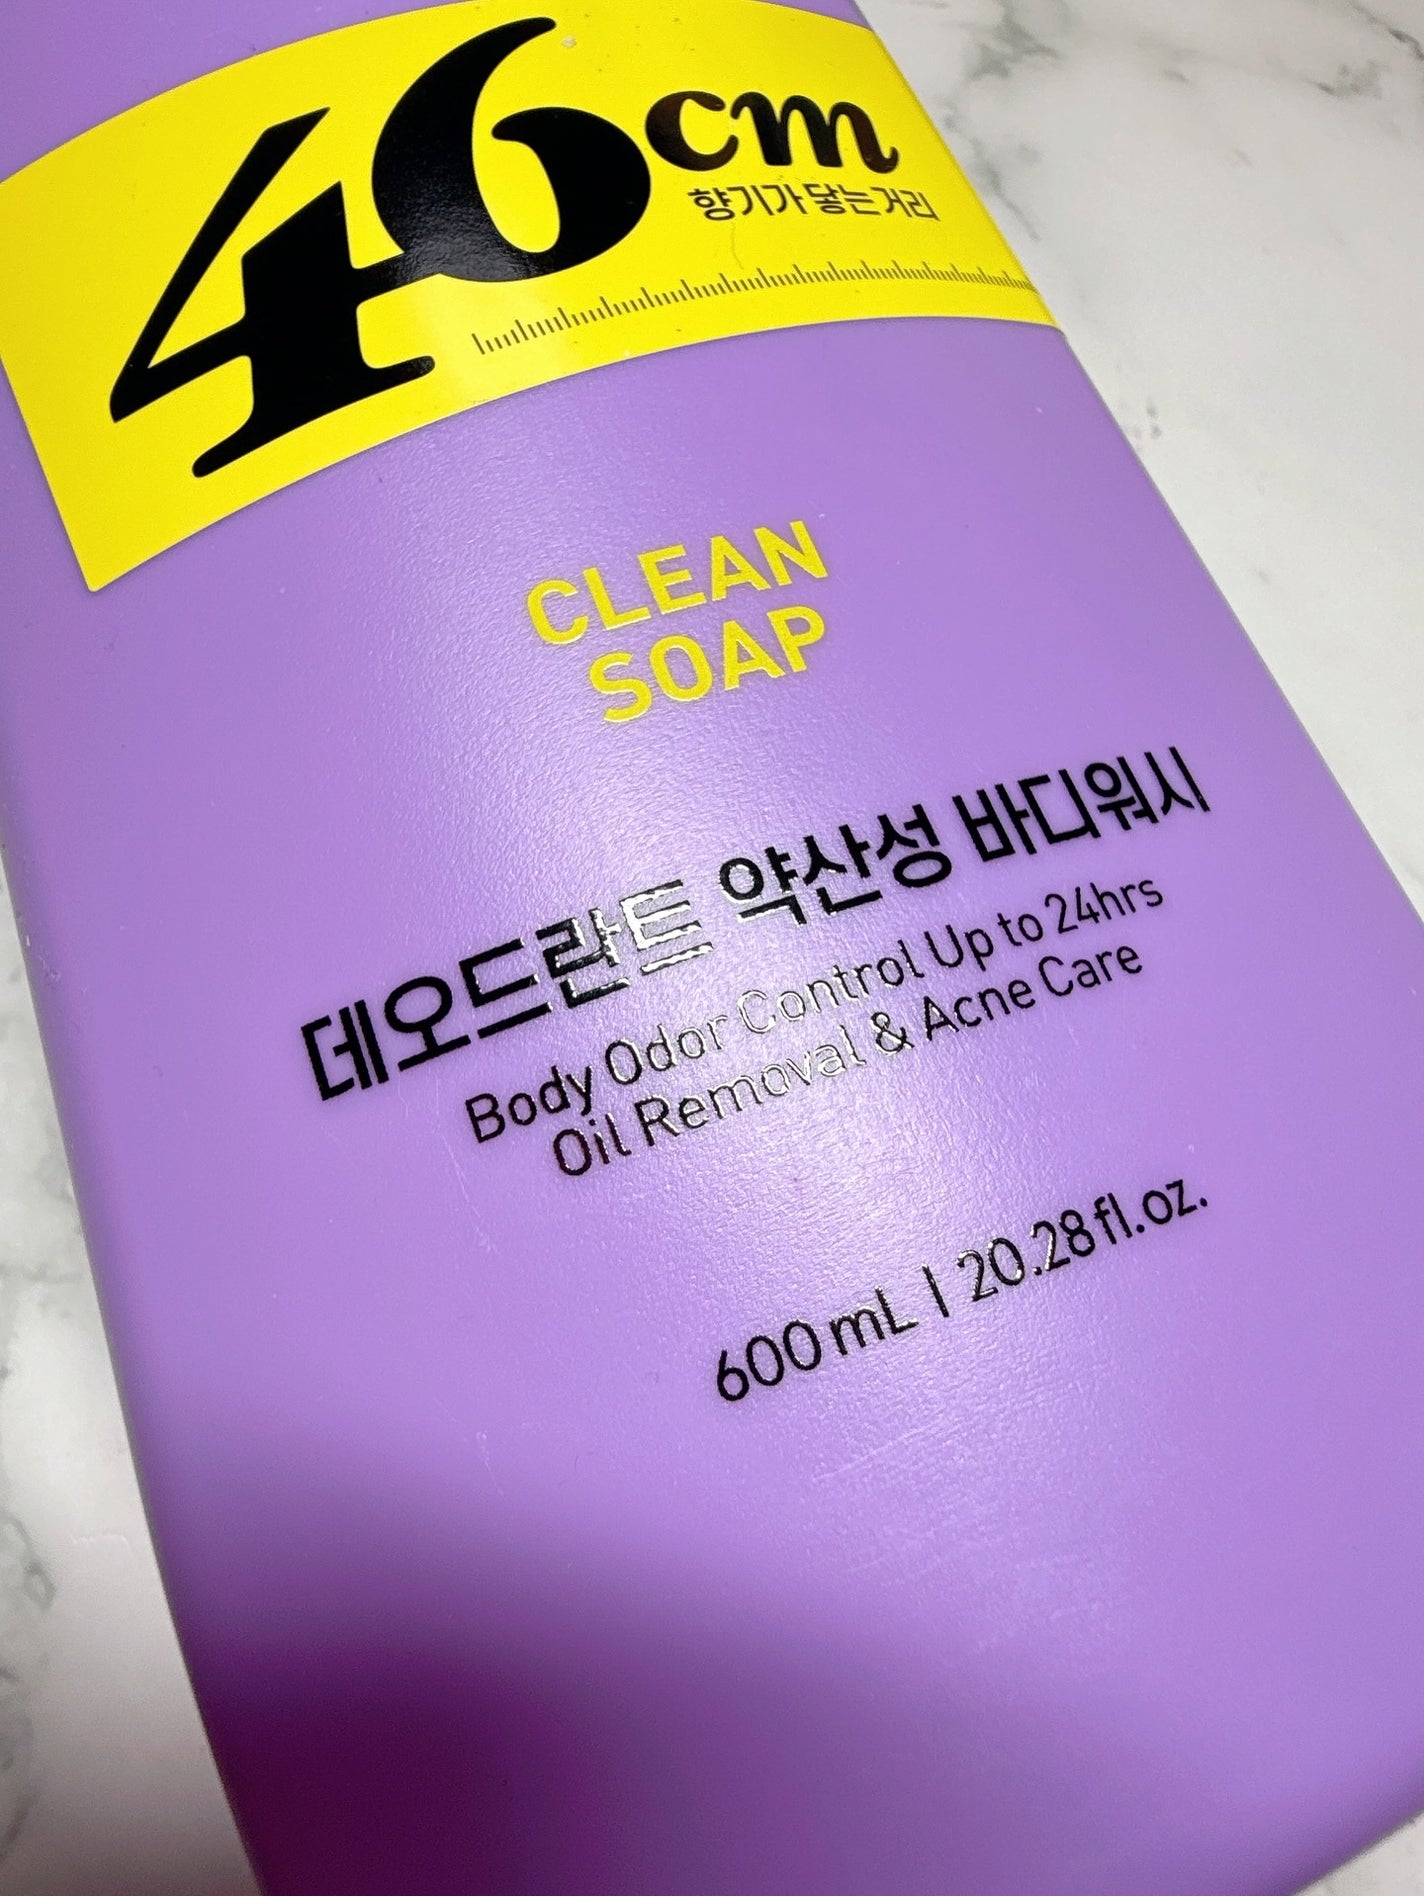 46cm
향기가 닿는 거리
CLEAN
SOAP
데오드란트 약산성 바디워시
Body Odor Control Up to 24hrs
Oil Removal & Acne Care
600 mL | 20.28 fl.oz.